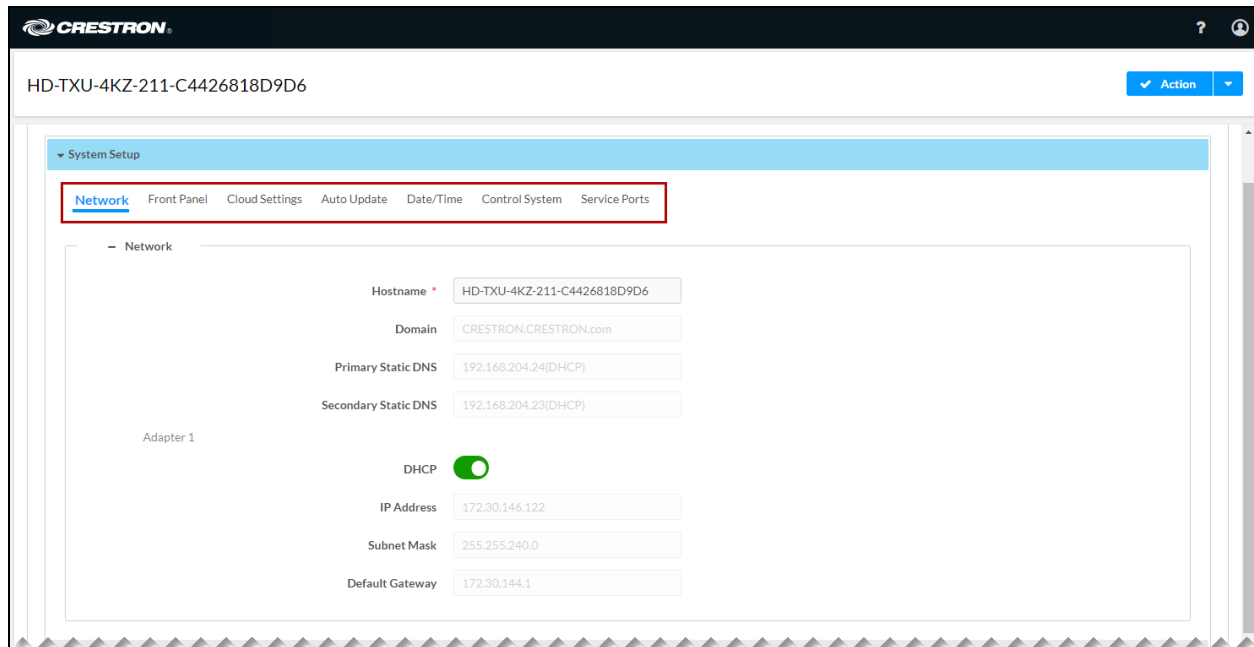 CRESTRON®
?
HD-TXU-4KZ-211-C4426818D9D6
Action
System Setup
Network Front Panel Cloud Settings Auto Update Date/Time Control System Service Ports
– Network
Hostname * HD-TXU-4KZ-211-C4426818D9D6
Domain CRESTRON.CRESTRON.com
Primary Static DNS 192.168.204.24(DHCP)
Secondary Static DNS 192.168.204.23(DHCP)
Adapter 1
DHCP
IP Address 172.30.146.122
Subnet Mask 255.255.240.0
Default Gateway 172.30.144.1